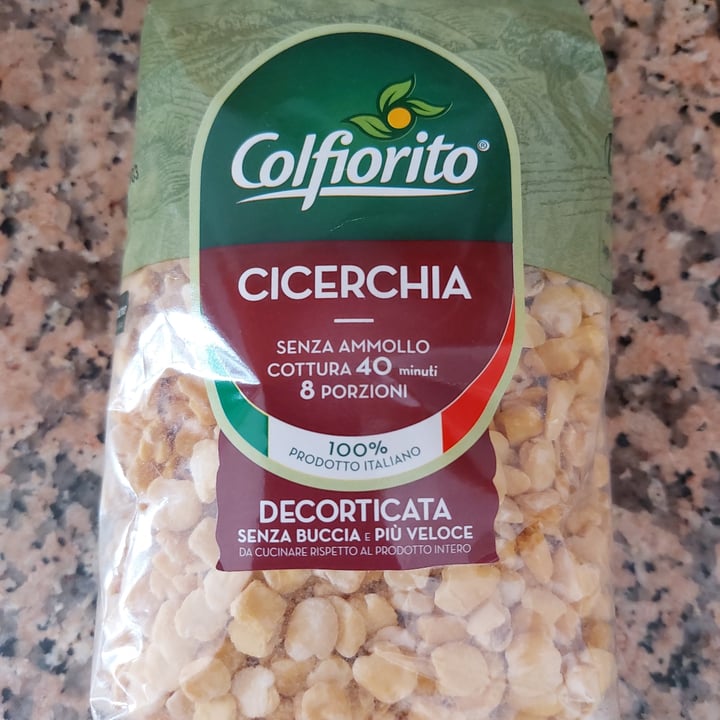 Colfiorito®
CICERCHIA
SENZA AMMOLLO
COTTURA 40 minuti
8 PORZIONI
100%
PRODOTTO ITALIANO
DECORTICATA
SENZA BUCCIA E PIÙ VELOCE
DA CUCINARE RISPETTO AL PRODOTTO INTERO